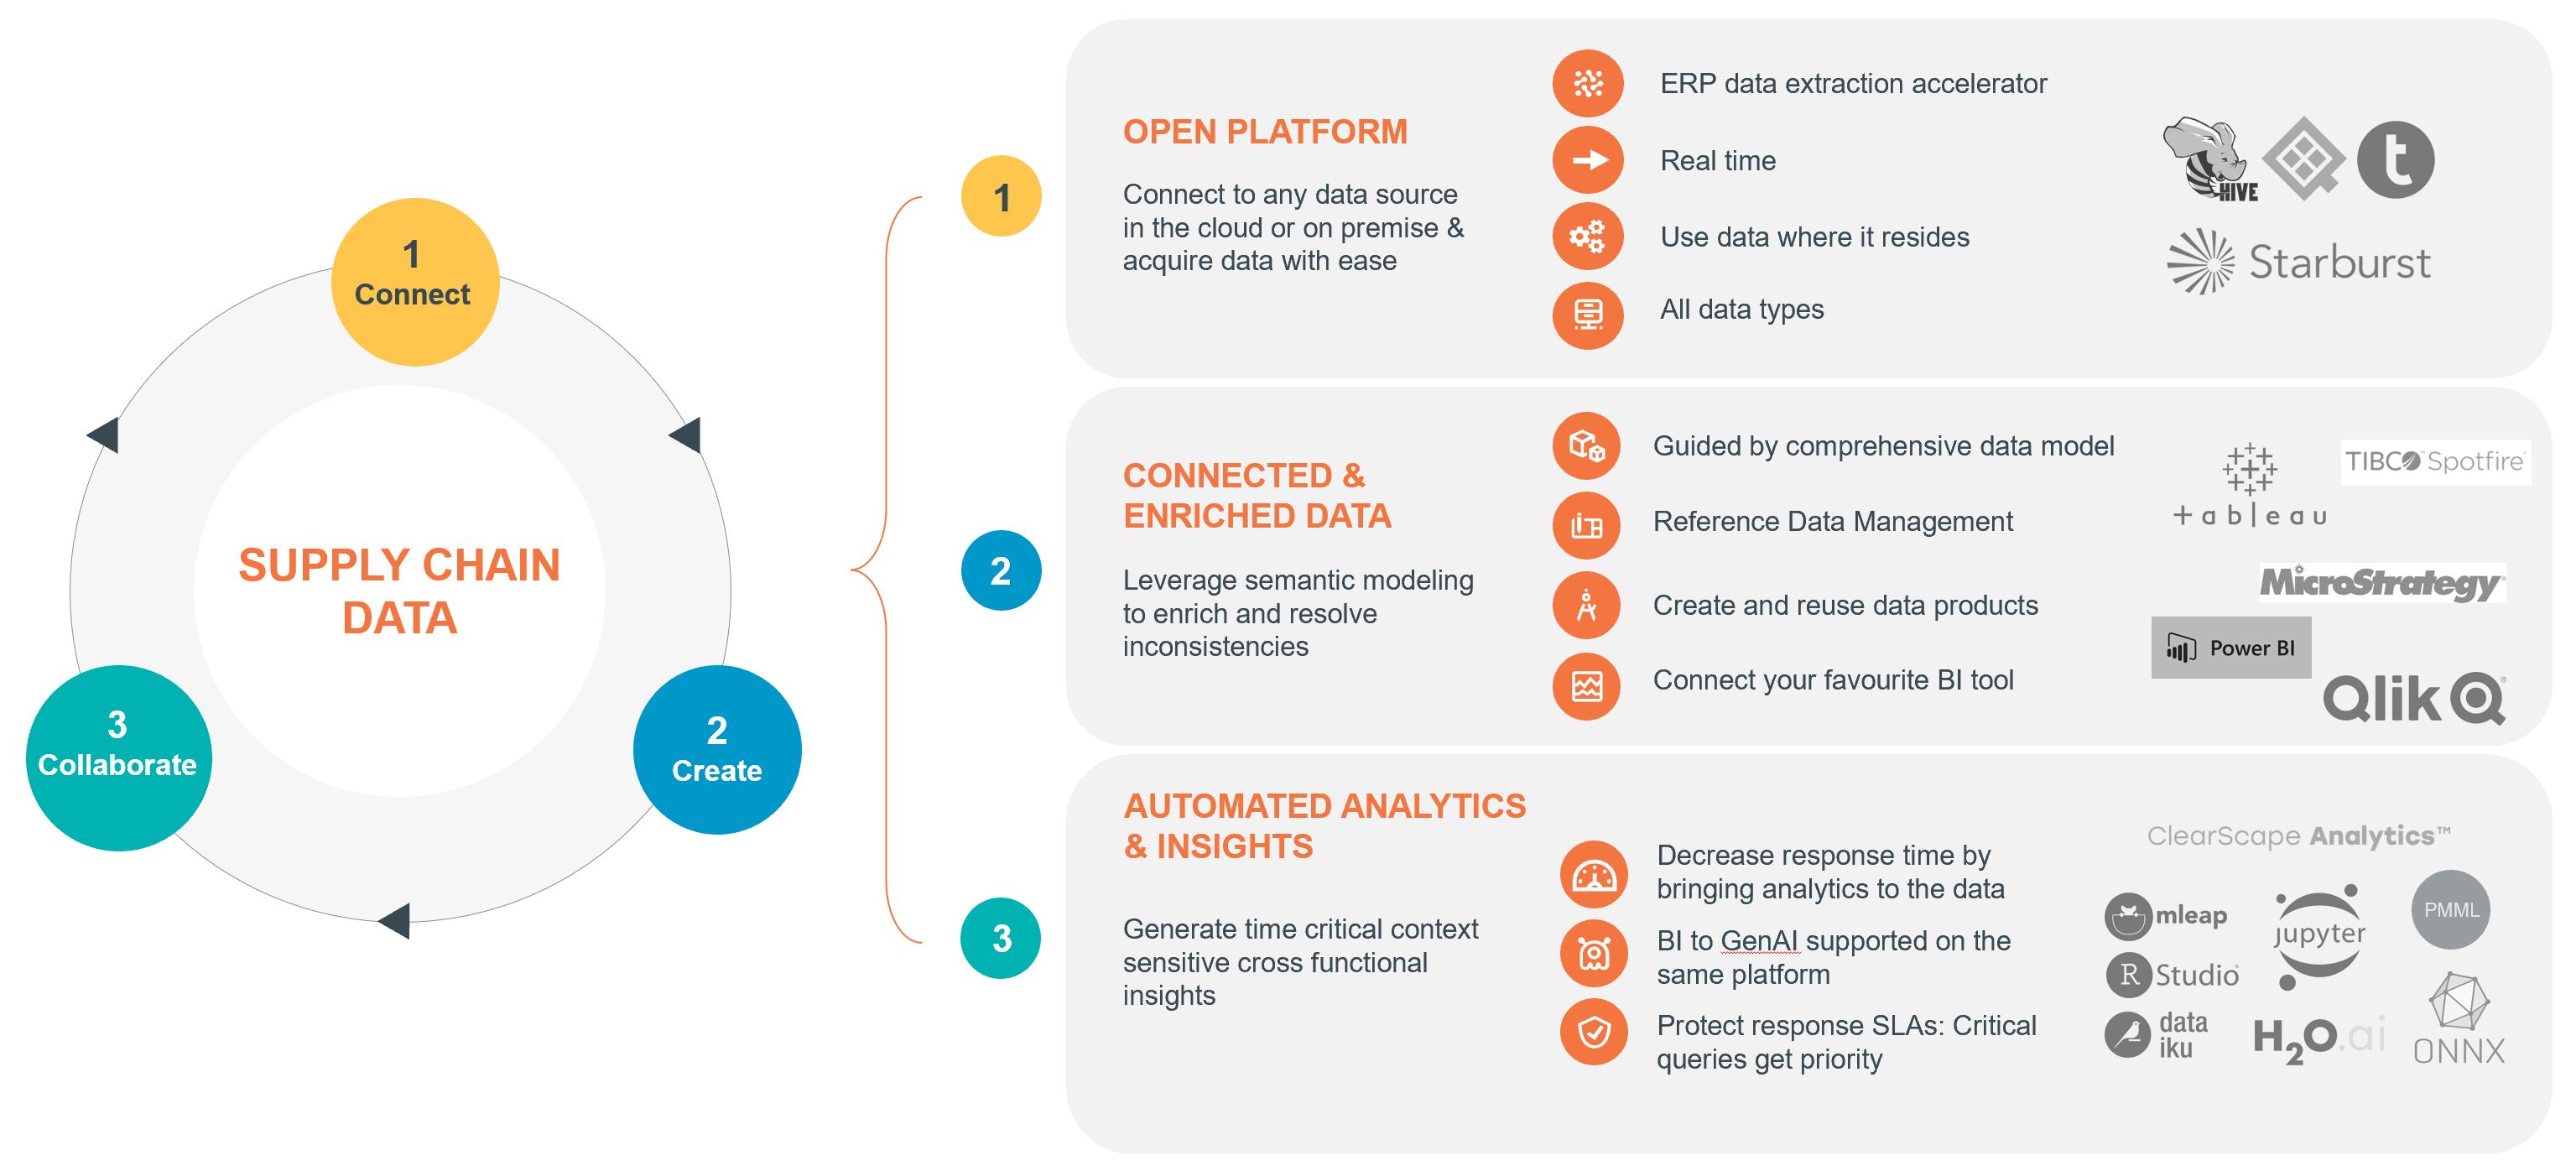 1
Connect
SUPPLY CHAIN
DATA
3
Collaborate
2
Create
1
OPEN PLATFORM
Connect to any data source
in the cloud or on premise &
acquire data with ease
ERP data extraction accelerator
Real time
Use data where it resides
All data types
HIVE
t
Starburst
2
CONNECTED &
ENRICHED DATA
Leverage semantic modeling
to enrich and resolve
inconsistencies
Guided by comprehensive data model
Reference Data Management
Create and reuse data products
Connect your favourite BI tool
+ableau
TIBCO™ Spotfire®
MicroStrategy®
Power BI
Qlik®
3
AUTOMATED ANALYTICS
& INSIGHTS
Generate time critical context
sensitive cross functional
insights
Decrease response time by
bringing analytics to the data
BI to GenAI supported on the
same platform
Protect response SLAs: Critical
queries get priority
ClearScape Analytics™
mleap
jupyter
PMML
R Studio®
data
iku
H2O.ai
ONNX